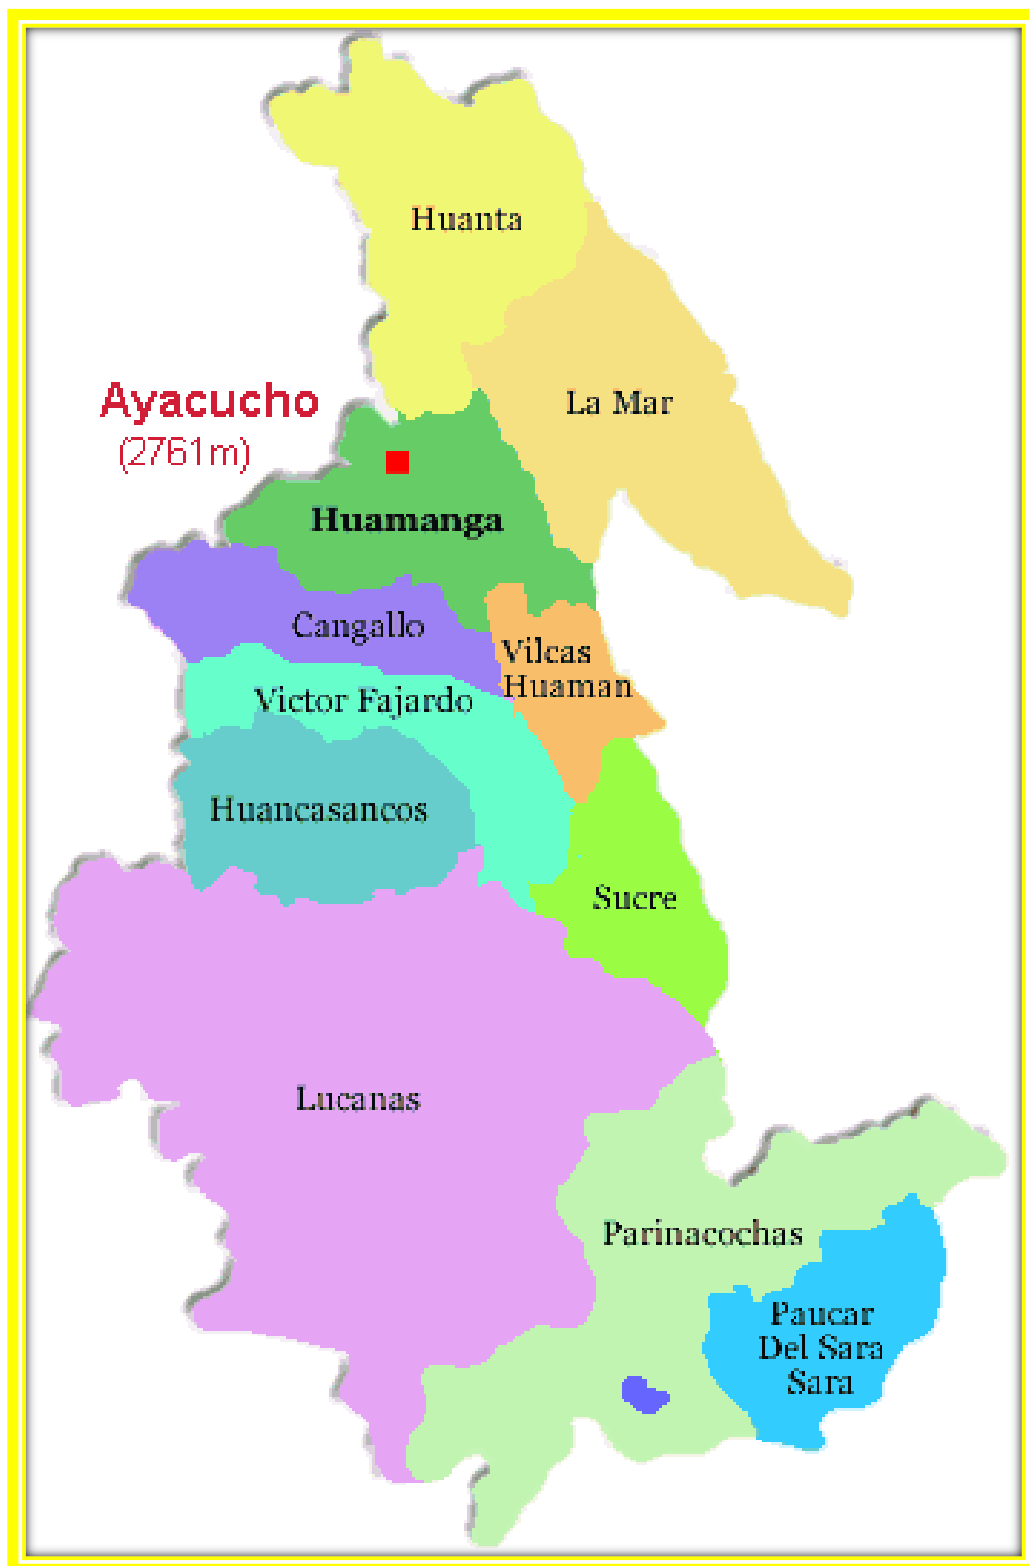 Huanta
Ayacucho
(2761m)
La Mar
Huamanga
Cangallo
Vilcas
Huaman
Victor Fajardo
Huancasancos
Sucre
Lucanas
Parinacochas
Paucar
Del Sara
Sara